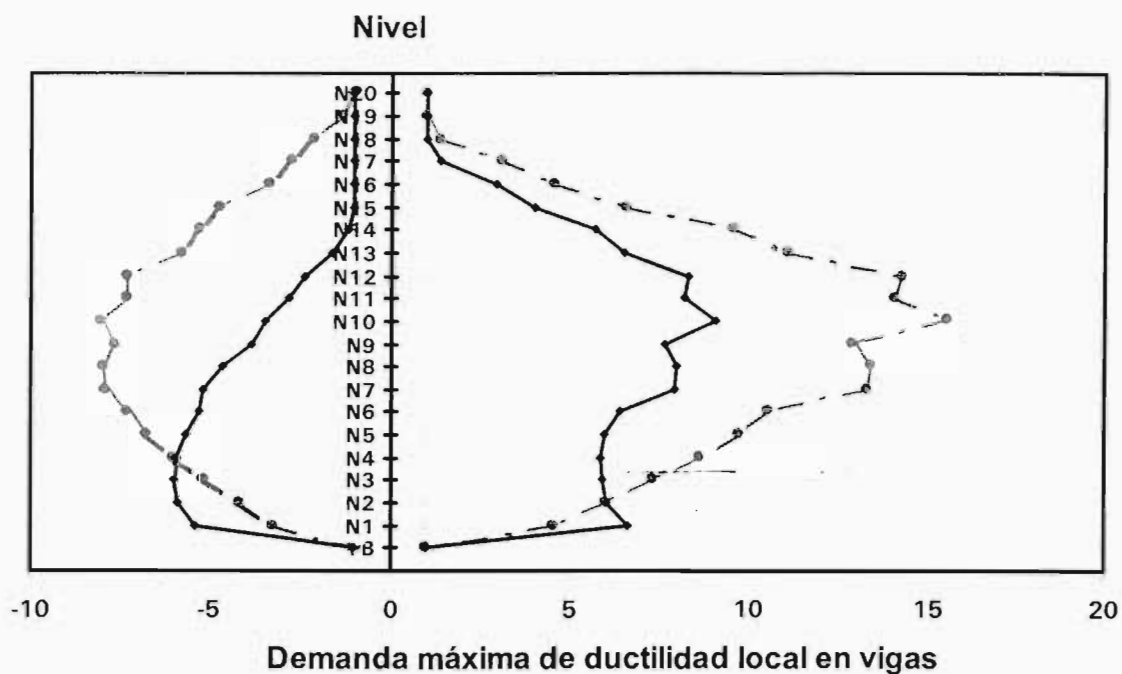 Nivel
N20
N19
N18
N17
N16
N15
N14
N13
N12
N11
N10
N9
N8
N7
N6
N5
N4
N3
N2
N1
PB
-10 -5 0 5 10 15 20
Demanda máxima de ductilidad local en vigas